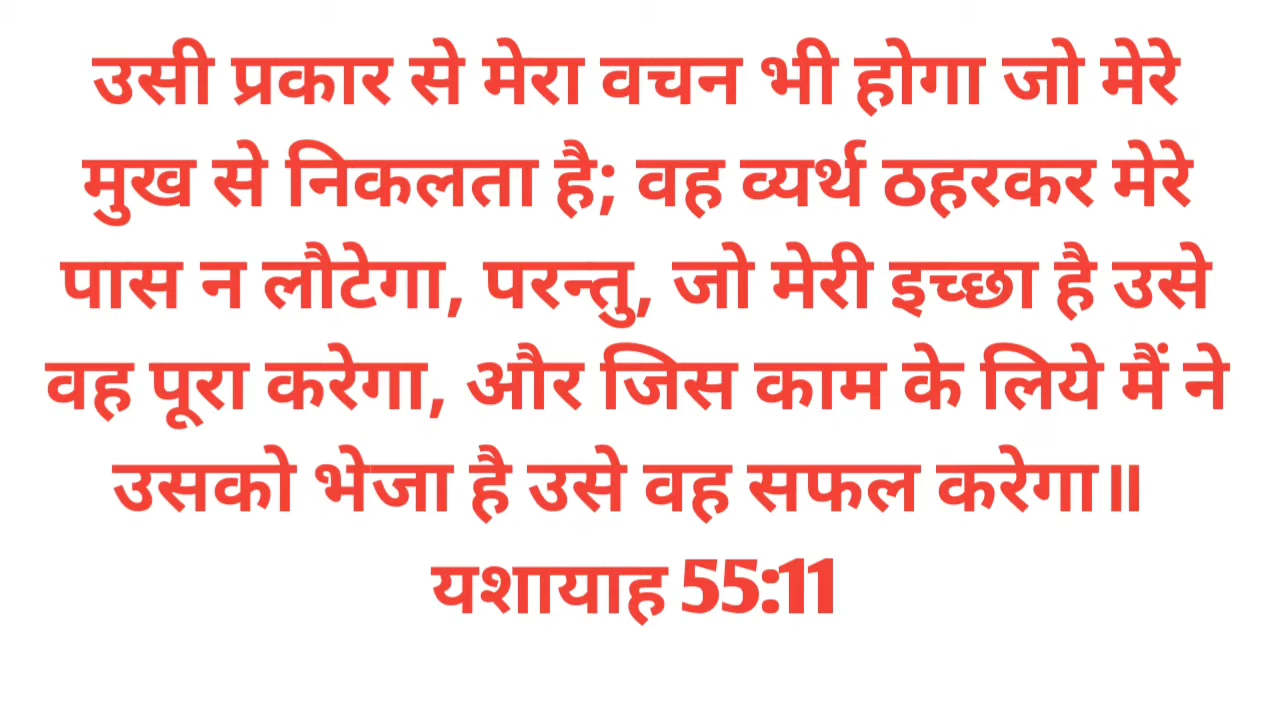 उसी प्रकार से मेरा वचन भी होगा जो मेरे
मुख से निकलता है; वह व्यर्थ ठहरकर मेरे
पास न लौटेगा, परन्तु, जो मेरी इच्छा है उसे
वह पूरा करेगा, और जिस काम के लिये मैं ने
उसको भेजा है उसे वह सफल करेगा॥
यशायाह 55:11